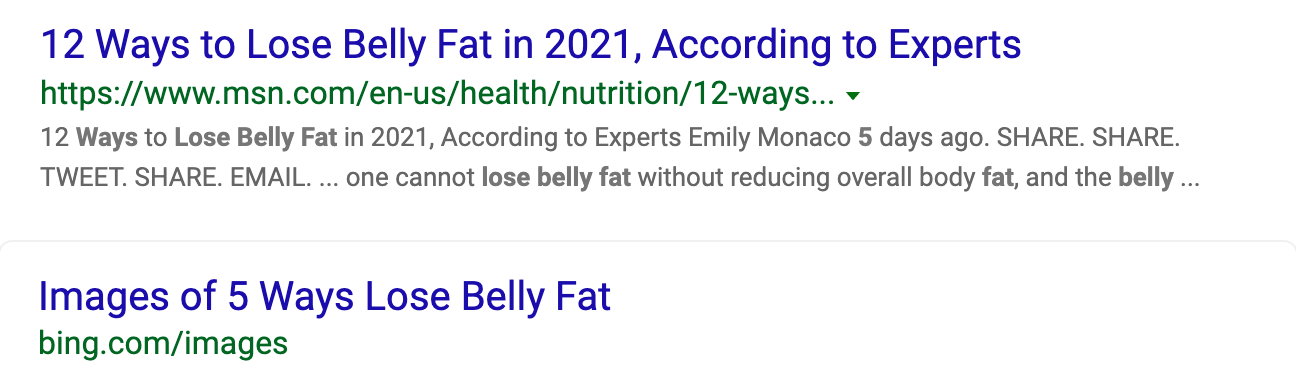 12 Ways to Lose Belly Fat in 2021, According to Experts
https://www.msn.com/en-us/health/nutrition/12-ways...
12 Ways to Lose Belly Fat in 2021, According to Experts Emily Monaco 5 days ago. SHARE. SHARE.
TWEET. SHARE. EMAIL. ... one cannot lose belly fat without reducing overall body fat, and the belly ...
Images of 5 Ways Lose Belly Fat
bing.com/images